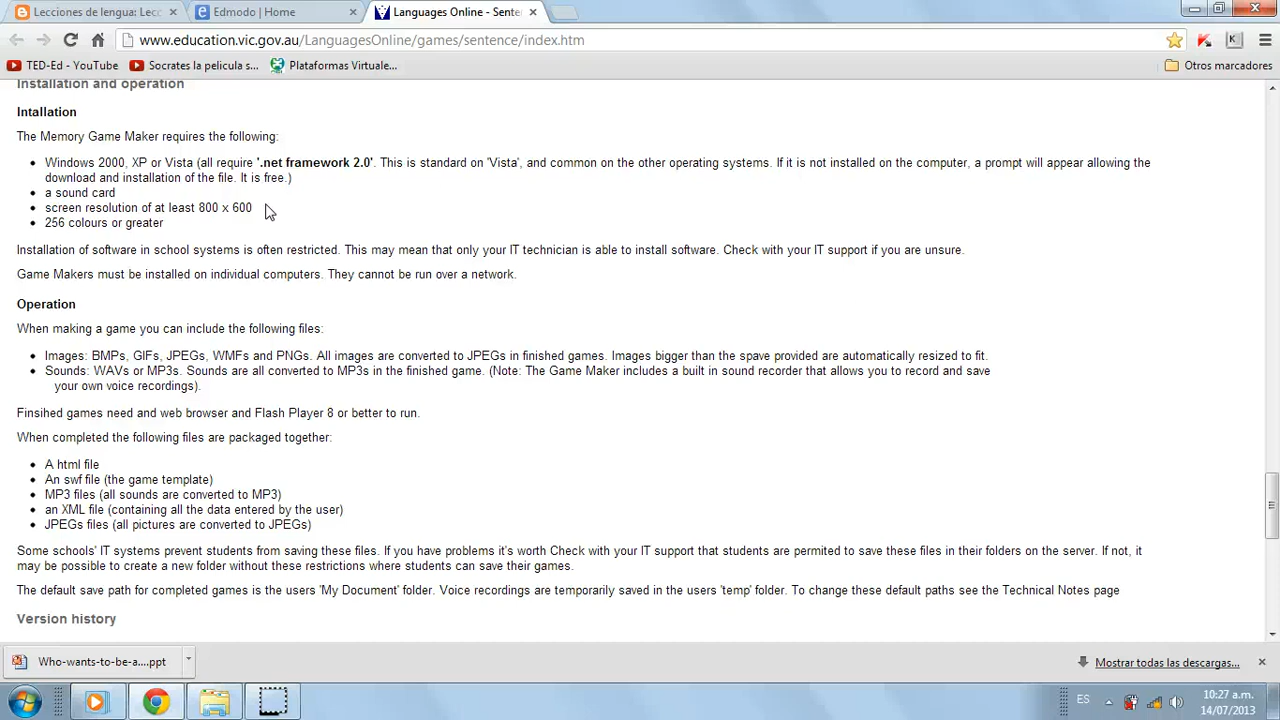 Lecciones de lengua: Lecc
Edmodo | Home
Languages Online - Sente
www.education.vic.gov.au/LanguagesOnline/games/sentence/index.htm
TED-Ed - YouTube
Socrates la pelicula s...
Plataformas Virtuale...
Otros marcadores
Installation and operation
Intallation
The Memory Game Maker requires the following:
Windows 2000, XP or Vista (all require '.net framework 2.0'. This is standard on 'Vista', and common on the other operating systems. If it is not installed on the computer, a prompt will appear allowing the
download and installation of the file. It is free.)
a sound card
screen resolution of at least 800 x 600
256 colours or greater
Installation of software in school systems is often restricted. This may mean that only your IT technician is able to install software. Check with your IT support if you are unsure.
Game Makers must be installed on individual computers. They cannot be run over a network.
Operation
When making a game you can include the following files:
Images: BMPs, GIFs, JPEGs, WMFs and PNGs. All images are converted to JPEGs in finished games. Images bigger than the spave provided are automatically resized to fit.
Sounds: WAVs or MP3s. Sounds are all converted to MP3s in the finished game. (Note: The Game Maker includes a built in sound recorder that allows you to record and save
your own voice recordings).
Finsihed games need and web browser and Flash Player 8 or better to run.
When completed the following files are packaged together:
A html file
An swf file (the game template)
MP3 files (all sounds are converted to MP3)
an XML file (containing all the data entered by the user)
JPEGs files (all pictures are converted to JPEGs)
Some schools' IT systems prevent students from saving these files. If you have problems it's worth Check with your IT support that students are permited to save these files in their folders on the server. If not, it
may be possible to create a new folder without these restrictions where students can save their games.
The default save path for completed games is the users 'My Document' folder. Voice recordings are temporarily saved in the users 'temp' folder. To change these default paths see the Technical Notes page
Version history
Who-wants-to-be-a....ppt
Mostrar todas las descargas...
ES
10:27 a.m.
14/07/2013